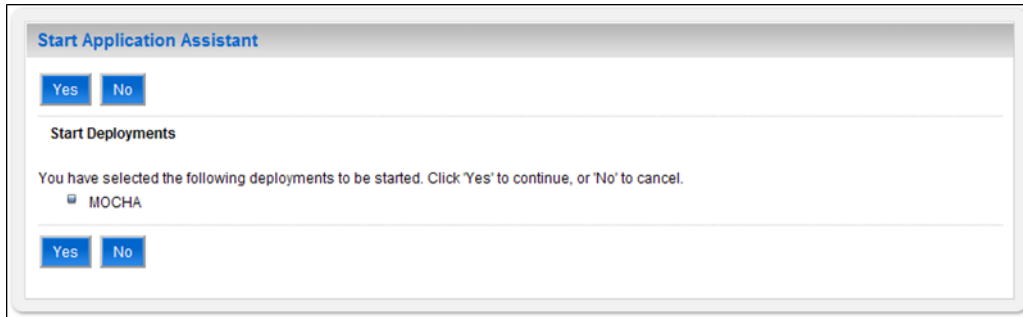 Start Application Assistant
Yes No
Start Deployments
You have selected the following deployments to be started. Click 'Yes' to continue, or 'No' to cancel.
MOCHA
Yes No